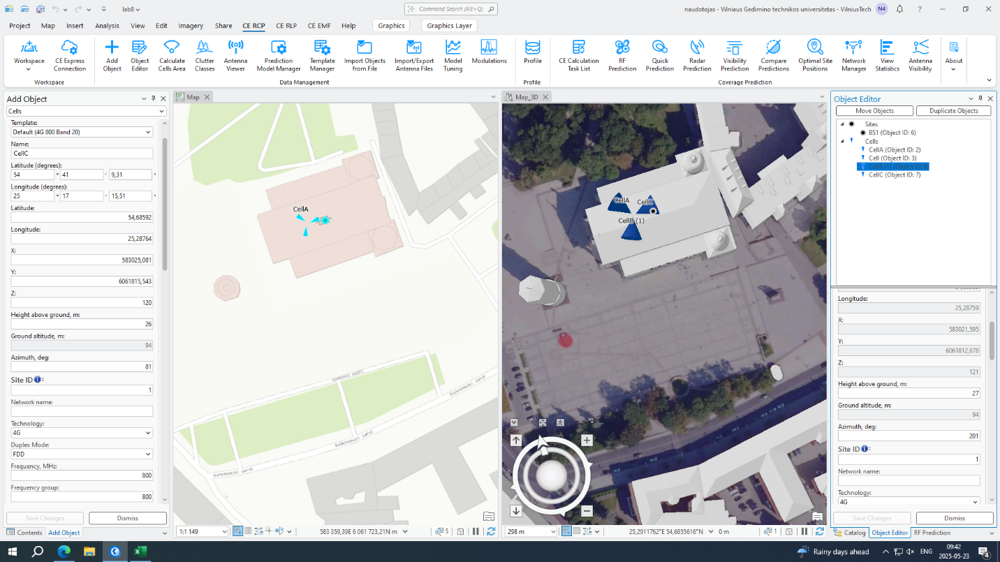 lab8
Command Search (Alt+Q)
naudotojas - Vilniaus Gedimino technikos universitetas - VilniusTech
N4
Project
Map
Insert
Analysis
View
Edit
Imagery
Share
CE RCP
CE RLP
CE EMF
Help
Graphics
Graphics Layer
Workspace
CE Express Connection
Add Object
Object Editor
Calculate Cells Area
Clutter Classes
Antenna Viewer
Prediction Model Manager
Template Manager
Import Objects from File
Import/Export Antenna Files
Model Tuning
Modulations
Profile
CE Calculation Task List
RF Prediction
Quick Prediction
Radar Prediction
Visibility Prediction
Compare Predictions
Optimal Site Positions
Network Manager
View Statistics
Antenna Visibility
About
Workspace
Data Management
Profile
Coverage Prediction
Add Object
Cells
Template:
Default (4G 800 Band 20)
Name:
CellC
Latitude (degrees):
54 ° 41 ' 9,31 "
Longitude (degrees):
25 ° 17 ' 15,51 "
Latitude:
54,68592
Longitude:
25,28764
X:
583025,081
Y:
6061815,543
Z:
120
Height above ground, m:
26
Ground altitude, m:
94
Azimuth, deg:
81
Site ID :
1
Network name:
Technology:
4G
Duplex Mode:
FDD
Frequency, MHz:
800
Frequency group:
800
Save Changes
Dismiss
Contents
Add Object
Map
CellA
1:1 149
583 359,39E 6 061 723,21N m
5
Map_3D
CellA
CellC
CellB (1)
298 m
25,2911762°E 54,6855616°N
0 m
1
Object Editor
Move Objects
Duplicate Objects
Sites
BS1 (Object ID: 6)
Cells
CellA (Object ID: 2)
Cell (Object ID: 3)
CellC (Object ID: 7)
Longitude:
25,28759
X:
583021,595
Y:
6061812,678
Z:
121
Height above ground, m:
27
Ground altitude, m:
94
Azimuth, deg:
201
Site ID :
1
Network name:
Technology:
4G
Save Changes
Dismiss
Catalog
Object Editor
RF Prediction
Rainy days ahead
ENG
09:42
2025-05-23
4